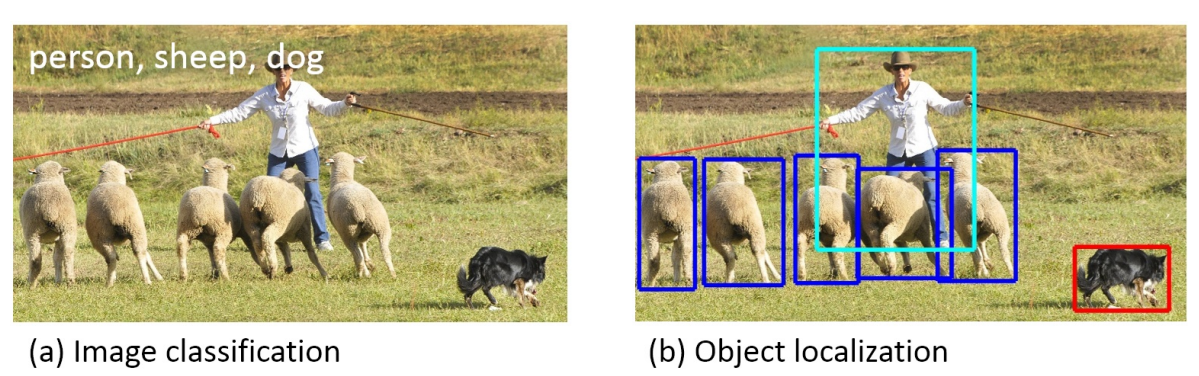 person, sheep, dog
(a) Image classification
(b) Object localization